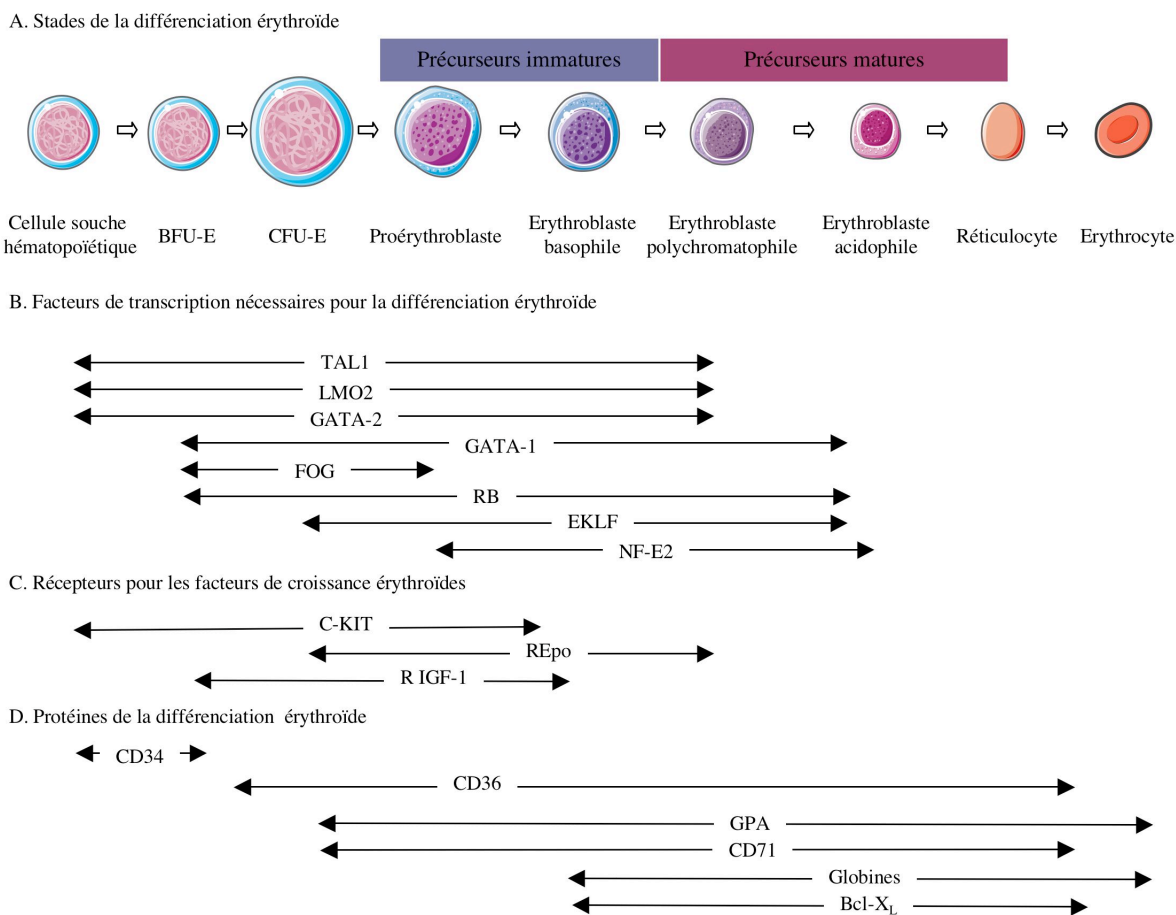 A. Stades de la différenciation érythroïde
Précurseurs immatures
Précurseurs matures
Cellule souche
hématopoïétique
BFU-E
CFU-E
Proérythroblaste
Erythroblaste
basophile
Erythroblaste
polychromatophile
Erythroblaste
acidophile
Réticulocyte
Erythrocyte
B. Facteurs de transcription nécessaires pour la différenciation érythroïde
TAL1
LMO2
GATA-2
GATA-1
FOG
RB
EKLF
NF-E2
C. Récepteurs pour les facteurs de croissance érythroïdes
C-KIT
REpo
R IGF-1
D. Protéines de la différenciation érythroïde
CD34
CD36
GPA
CD71
Globines
Bcl-XL